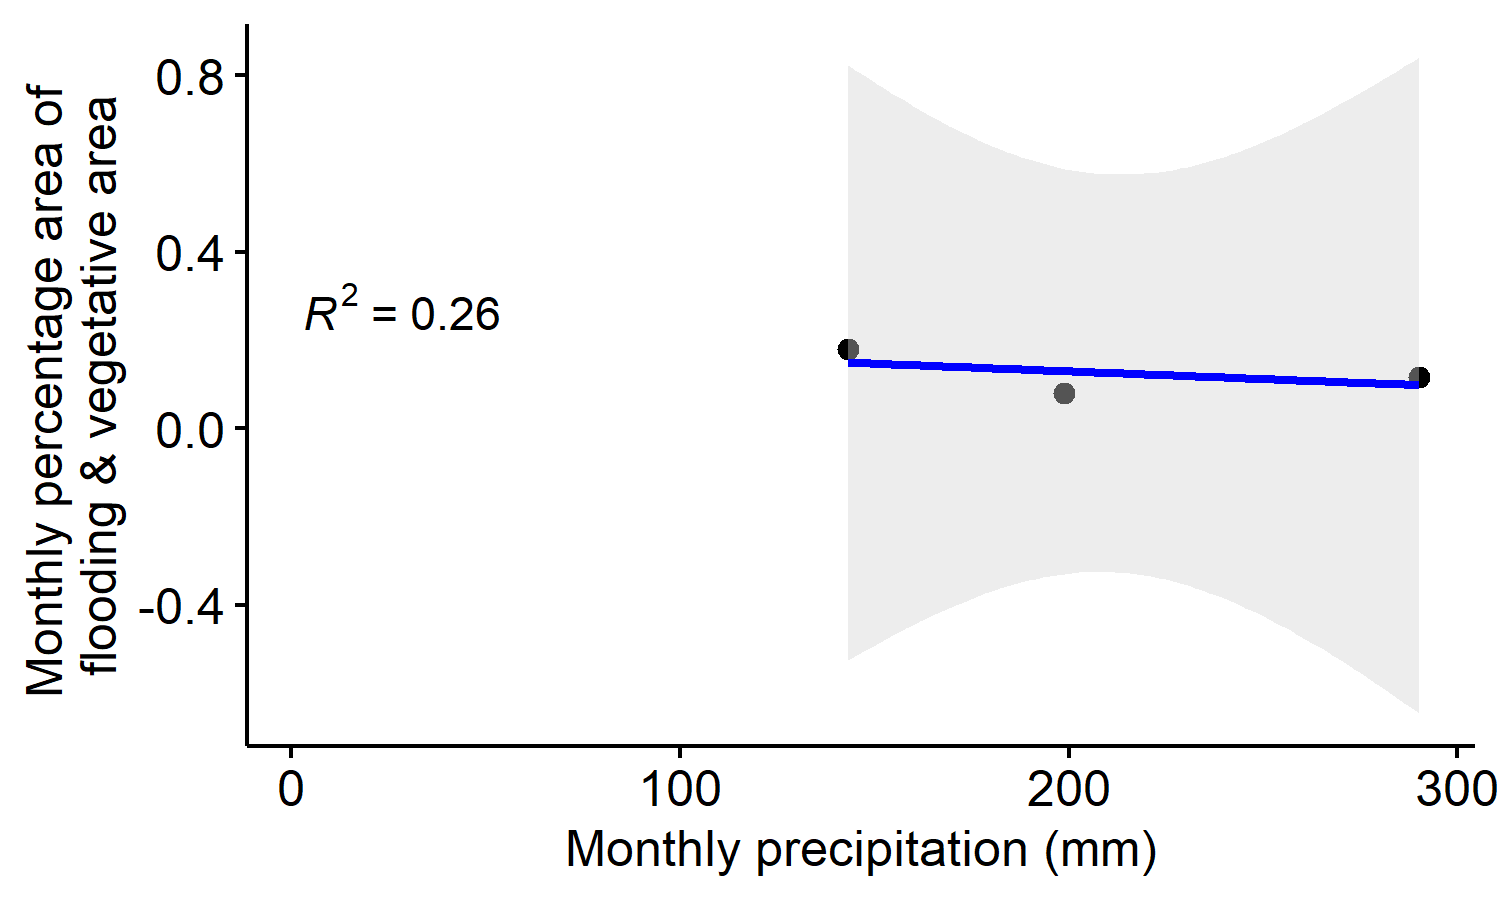 Monthly percentage area of
flooding & vegetative area
0.8
0.4
0.0
-0.4
R² = 0.26
0 100 200 300
Monthly precipitation (mm)